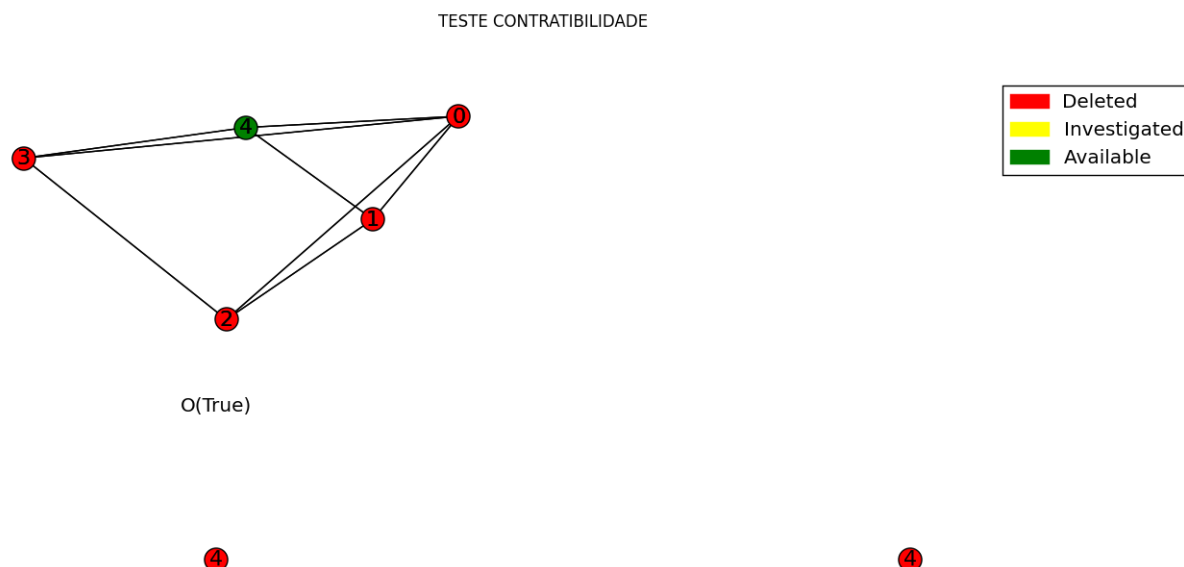 TESTE CONTRATIBILIDADE
Deleted
Investigated
Available
0
4
3
1
2
O(True)
4
4